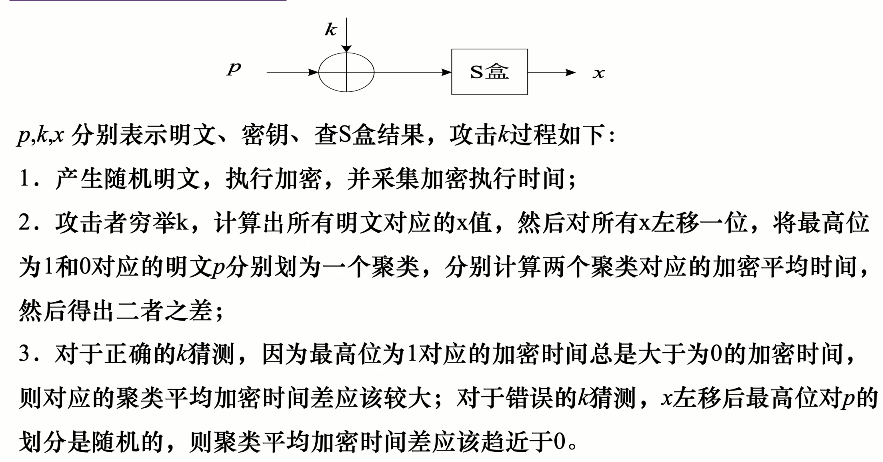 k
p
S盒
x
p,k,x 分别表示明文、密钥、查S盒结果，攻击k过程如下：
1．产生随机明文，执行加密，并采集加密执行时间；
2．攻击者穷举k，计算出所有明文对应的x值，然后对所有x左移一位，将最高位
为1和0对应的明文p分别划为一个聚类，分别计算两个聚类对应的加密平均时间，
然后得出二者之差；
3．对于正确的k猜测，因为最高位为1对应的加密时间总是大于为0的加密时间，
则对应的聚类平均加密时间差应该较大；对于错误的k猜测，x左移后最高位对p的
划分是随机的，则聚类平均加密时间差应该趋近于0。